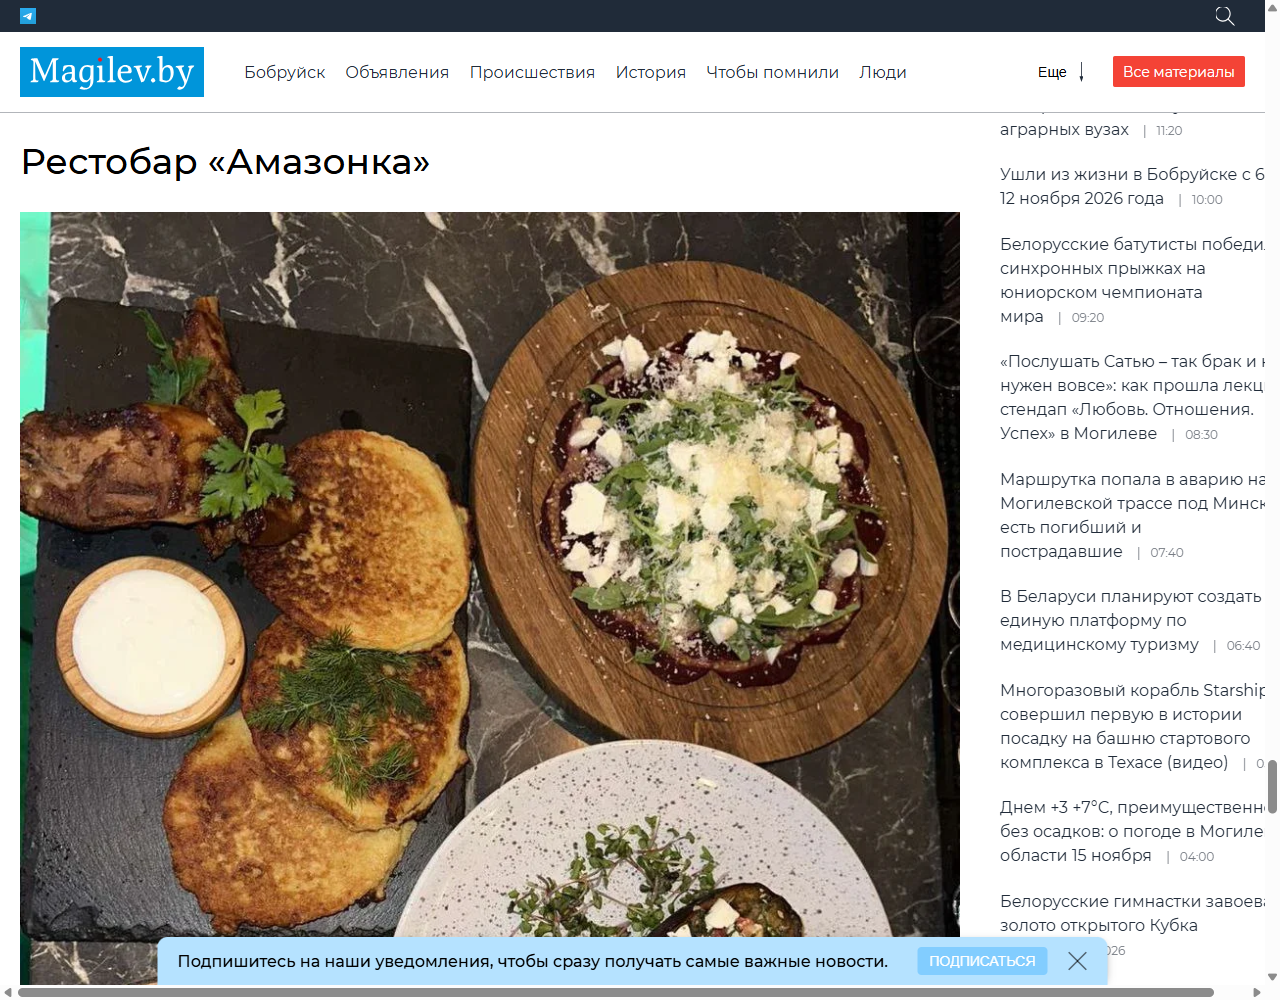 Magilev.by
Бобруйск Объявления Происшествия История Чтобы помнили Люди Еще Все материалы
Рестобар «Амазонка»
аграрных вузах | 11:20
Ушли из жизни в Бобруйске с 6
12 ноября 2026 года | 10:00
Белорусские батутисты
синхронных прыжках на
юниорском чемпионата
мира | 09:20
«Послушать Сатью – так брак и
нужен вовсе»: как прошла
стендап «Любовь. Отношения.
Успех» в Могилеве | 08:30
Маршрутка попала в аварию на
Могилевской трассе под
есть погибший и
пострадавшие | 07:40
В Беларуси планируют создать
единую платформу по
медицинскому туризму | 06:40
Многоразовый корабль Starship
совершил первую в истории
посадку на башню стартового
комплекса в Техасе (видео) |
Днем +3 +7°С, преимущественно
без осадков: о погоде в
области 15 ноября | 04:00
Белорусские гимнастки
золото открытого Кубка
Подпишитесь на наши уведомления, чтобы сразу получать самые важные новости. ПОДПИСАТЬСЯ